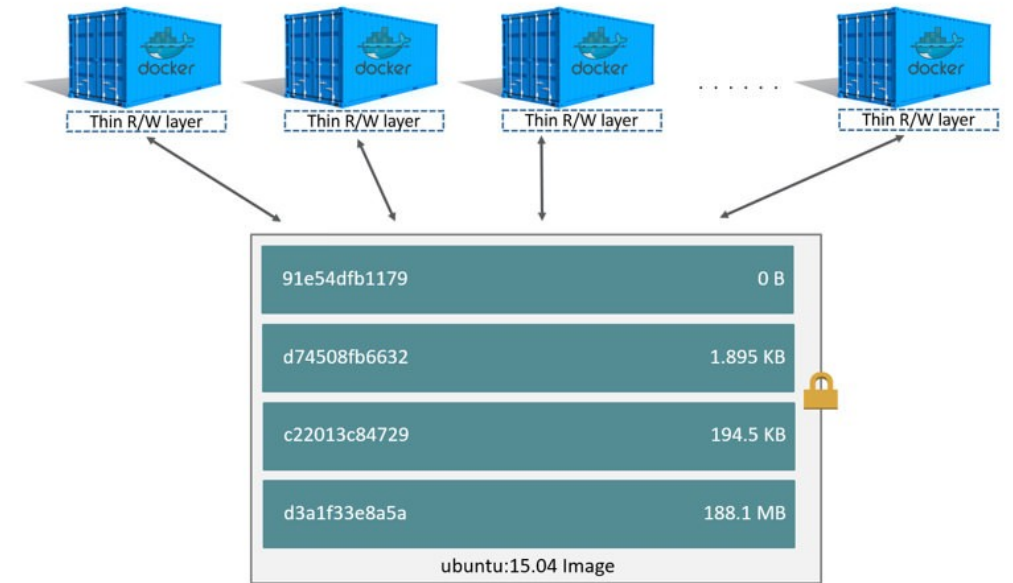 docker docker docker docker
Thin R/W layer Thin R/W layer Thin R/W layer . . . . . . Thin R/W layer
91e54dfb1179 0 B
d74508fb6632 1.895 KB
c22013c84729 194.5 KB
d3a1f33e8a5a 188.1 MB
ubuntu:15.04 Image